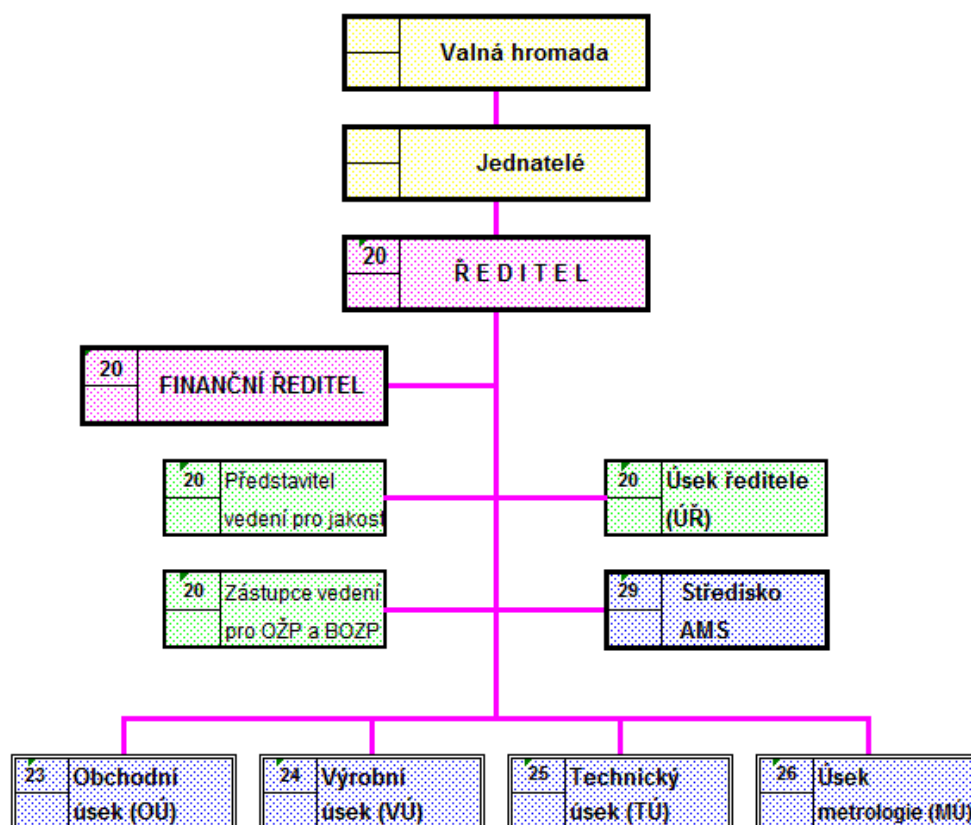 Valná hromada
Jednatelé
20 ŘEDITEL
20 FINANČNÍ ŘEDITEL
20 Představitel
vedení pro jakost
20 Úsek ředitele
(ÚŘ)
20 Zástupce vedení
pro OŽP a BOZP
29 Středisko
AMS
23 Obchodní
úsek (OÚ)
24 Výrobní
úsek (VÚ)
25 Technický
úsek (TÚ)
26 Úsek
metrologie (MÚ)